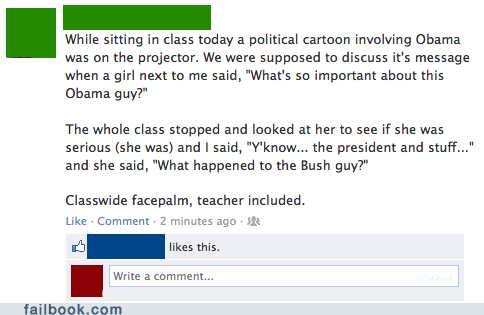 While sitting in class today a political cartoon involving Obama
was on the projector. We were supposed to discuss it's message
when a girl next to me said, "What's so important about this
Obama guy?"
The whole class stopped and looked at her to see if she was
serious (she was) and I said, "Y'know... the president and stuff..."
and she said, "What happened to the Bush guy?"
Classwide facepalm, teacher included.
Like · Comment · 2 minutes ago ·
likes this.
Write a comment...
failbook.com